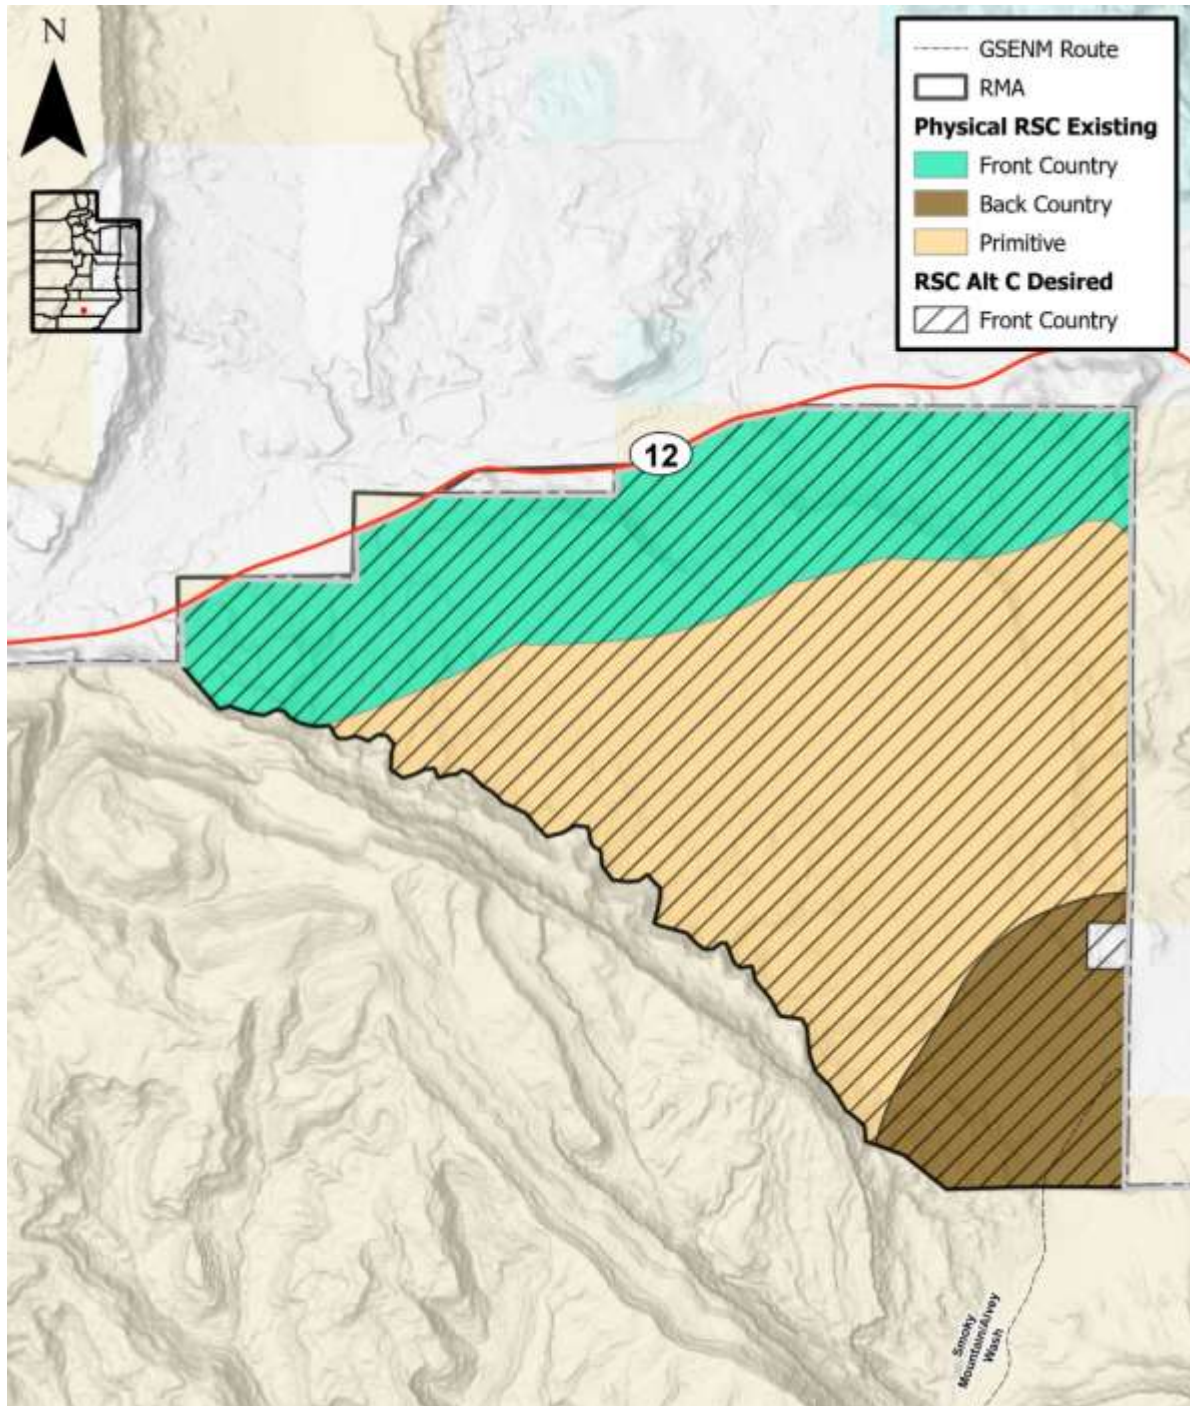 N
GSENM Route
RMA
Physical RSC Existing
Front Country
Back Country
Primitive
RSC Alt C Desired
Front Country
12
Smoky
Mountain/Alvey
Wash